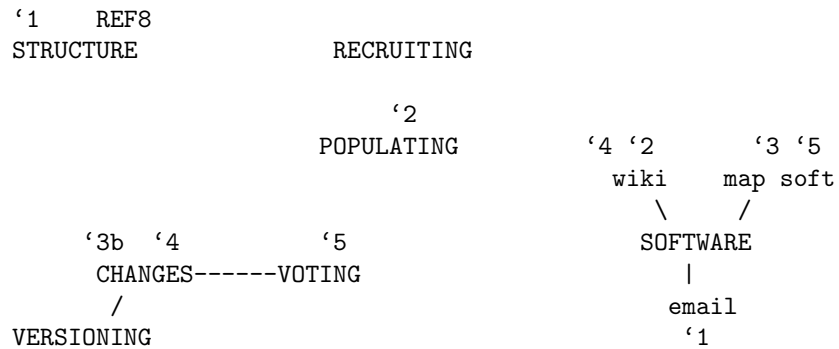 ‘1 REF8
STRUCTURE RECRUITING
‘2
POPULATING ‘4 ‘2 ‘3 ‘5
wiki map soft
\ /
‘3b ‘4 ‘5 SOFTWARE
CHANGES------VOTING |
/ email
VERSIONING ‘1